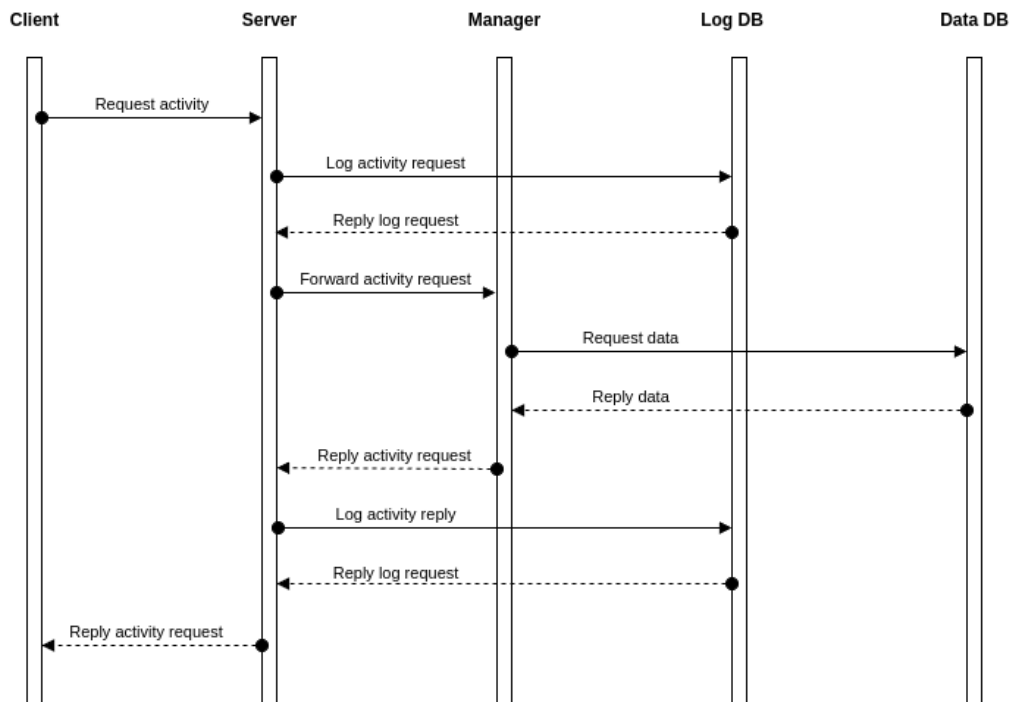 Client
Server
Manager
Log DB
Data DB
Request activity
Log activity request
Reply log request
Forward activity request
Request data
Reply data
Reply activity request
Log activity reply
Reply log request
Reply activity request